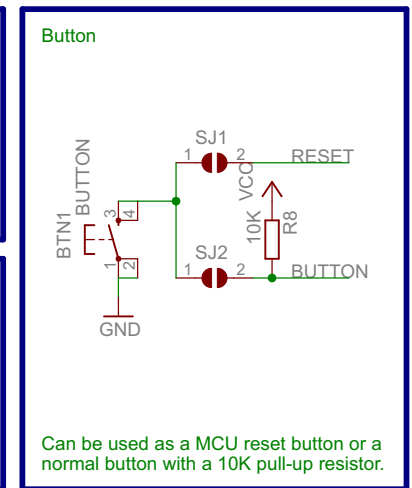 Button
SJ1
1
2
RESET
VCC
BUTTON
BTN1
3
4
1
2
10K
R8
SJ2
1
2
BUTTON
GND
Can be used as a MCU reset button or a
normal button with a 10K pull-up resistor.